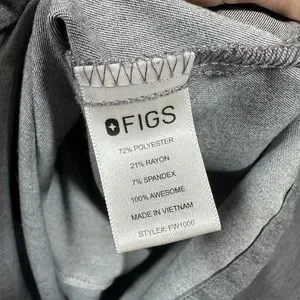 FIGS
72% POLYESTER
21% RAYON
7% SPANDEX
100% AWESOME
MADE IN VIETNAM
STYLE#: FW1000